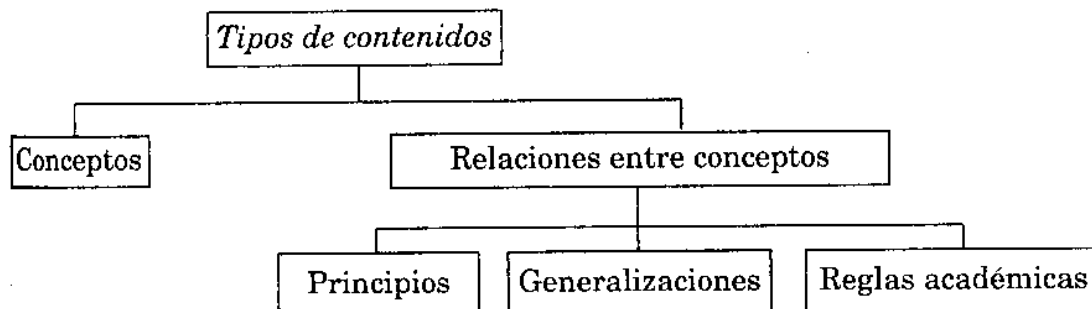 Tipos de contenidos
Conceptos
Relaciones entre conceptos
Principios
Generalizaciones
Reglas académicas